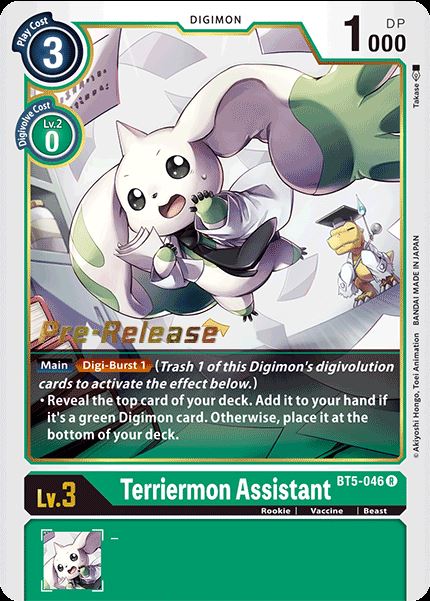 Play Cost
3
DIGIMON
DP
1000
Digivolve Cost
Lv.2
0
Takase
Pre-Release
Main Digi-Burst 1 (Trash 1 of this Digimon's digivolution
cards to activate the effect below.)
• Reveal the top card of your deck. Add it to your hand if
it's a green Digimon card. Otherwise, place it at the
bottom of your deck.
© Akiyoshi Hongo, Toei Animation BANDAI MADE IN JAPAN
Lv.3
Terriermon Assistant
BT5-046 R
Rookie | Vaccine | Beast
–